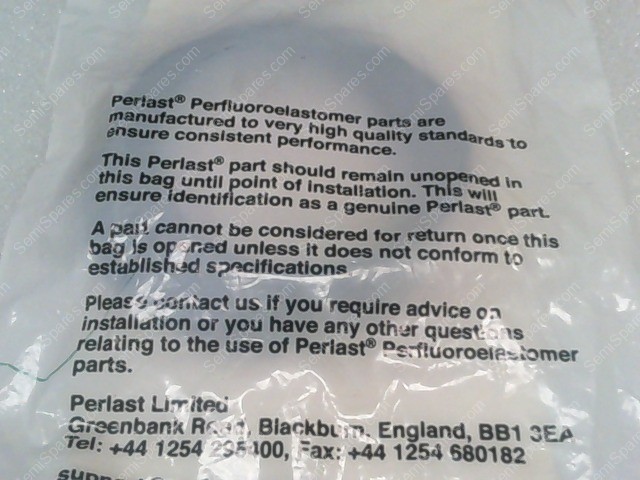 Perlast® Perfluoroelastomer parts are
manufactured to very high quality standards to
ensure consistent performance.
This Perlast® part should remain unopened in
this bag until point of installation. This will
ensure identification as a genuine Perlast® part.
A part cannot be considered for return once this
bag is opened unless it does not conform to
established specifications
Please contact us if you require advice on
installation or you have any other questions
relating to the use of Perlast® Perfluoroelastomer
parts.
Perlast Limited
Greenbank Road, Blackburn, England, BB1 3EA
Tel: +44 1254 295400, Fax: +44 1254 680182
SemiSpares.com